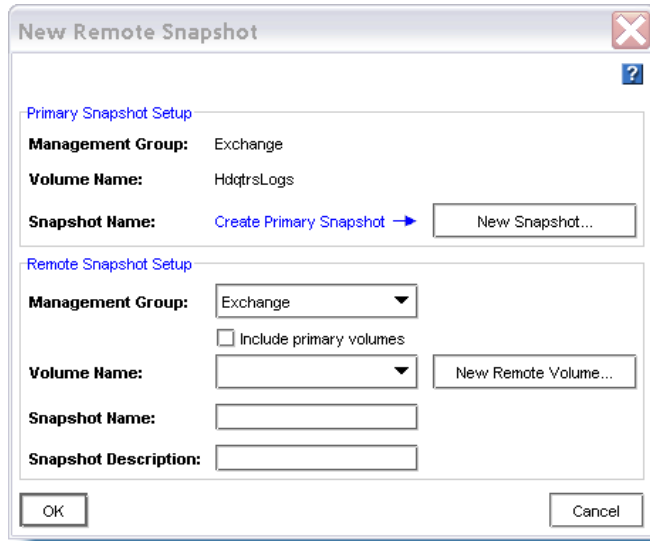 New Remote Snapshot
?
Primary Snapshot Setup
Management Group: Exchange
Volume Name: HdqtrsLogs
Snapshot Name: Create Primary Snapshot New Snapshot...
Remote Snapshot Setup
Management Group: Exchange
Include primary volumes
Volume Name: New Remote Volume...
Snapshot Name:
Snapshot Description:
OK Cancel